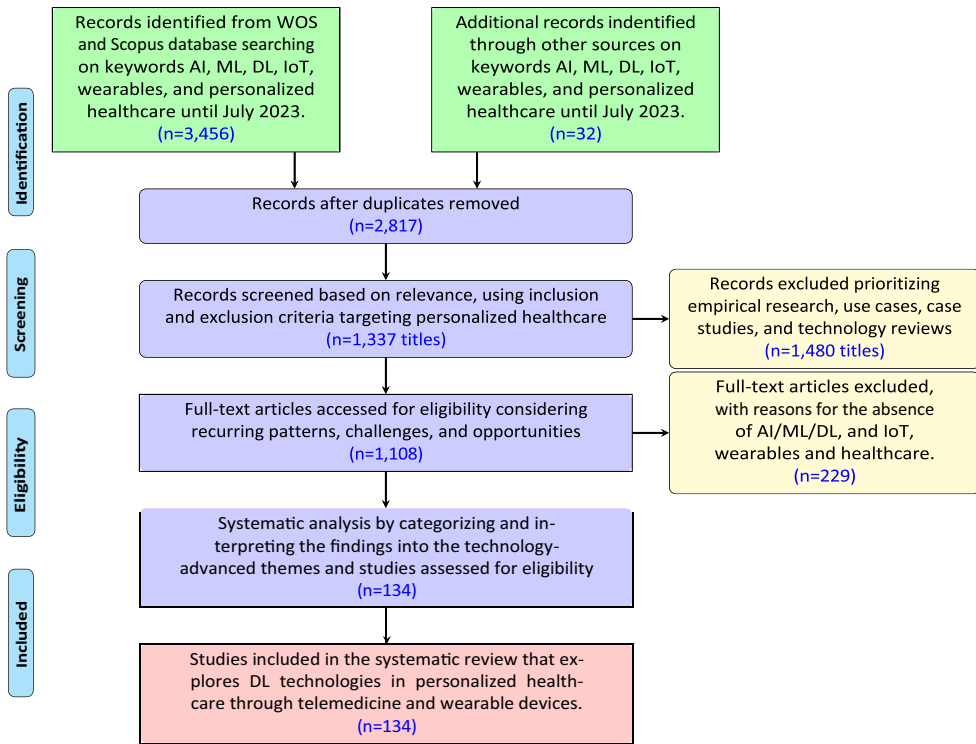 Records identified from WOS
and Scopus database searching
on keywords AI, ML, DL, IoT,
wearables, and personalized
healthcare until July 2023.
(n=3,456)
Additional records indentified
through other sources on
keywords AI, ML, DL, IoT,
wearables, and personalized
healthcare until July 2023.
(n=32)
Identification
Records after duplicates removed
(n=2,817)
Screening
Records screened based on relevance, using inclusion
and exclusion criteria targeting personalized healthcare
(n=1,337 titles)
Records excluded prioritizing
empirical research, use cases, case
studies, and technology reviews
(n=1,480 titles)
Eligibility
Full-text articles accessed for eligibility considering
recurring patterns, challenges, and opportunities
(n=1,108)
Full-text articles excluded,
with reasons for the absence
of AI/ML/DL, and IoT,
wearables and healthcare.
(n=229)
Systematic analysis by categorizing and in-
terpreting the findings into the technology-
advanced themes and studies assessed for eligibility
(n=134)
Included
Studies included in the systematic review that ex-
plores DL technologies in personalized health-
care through telemedicine and wearable devices.
(n=134)